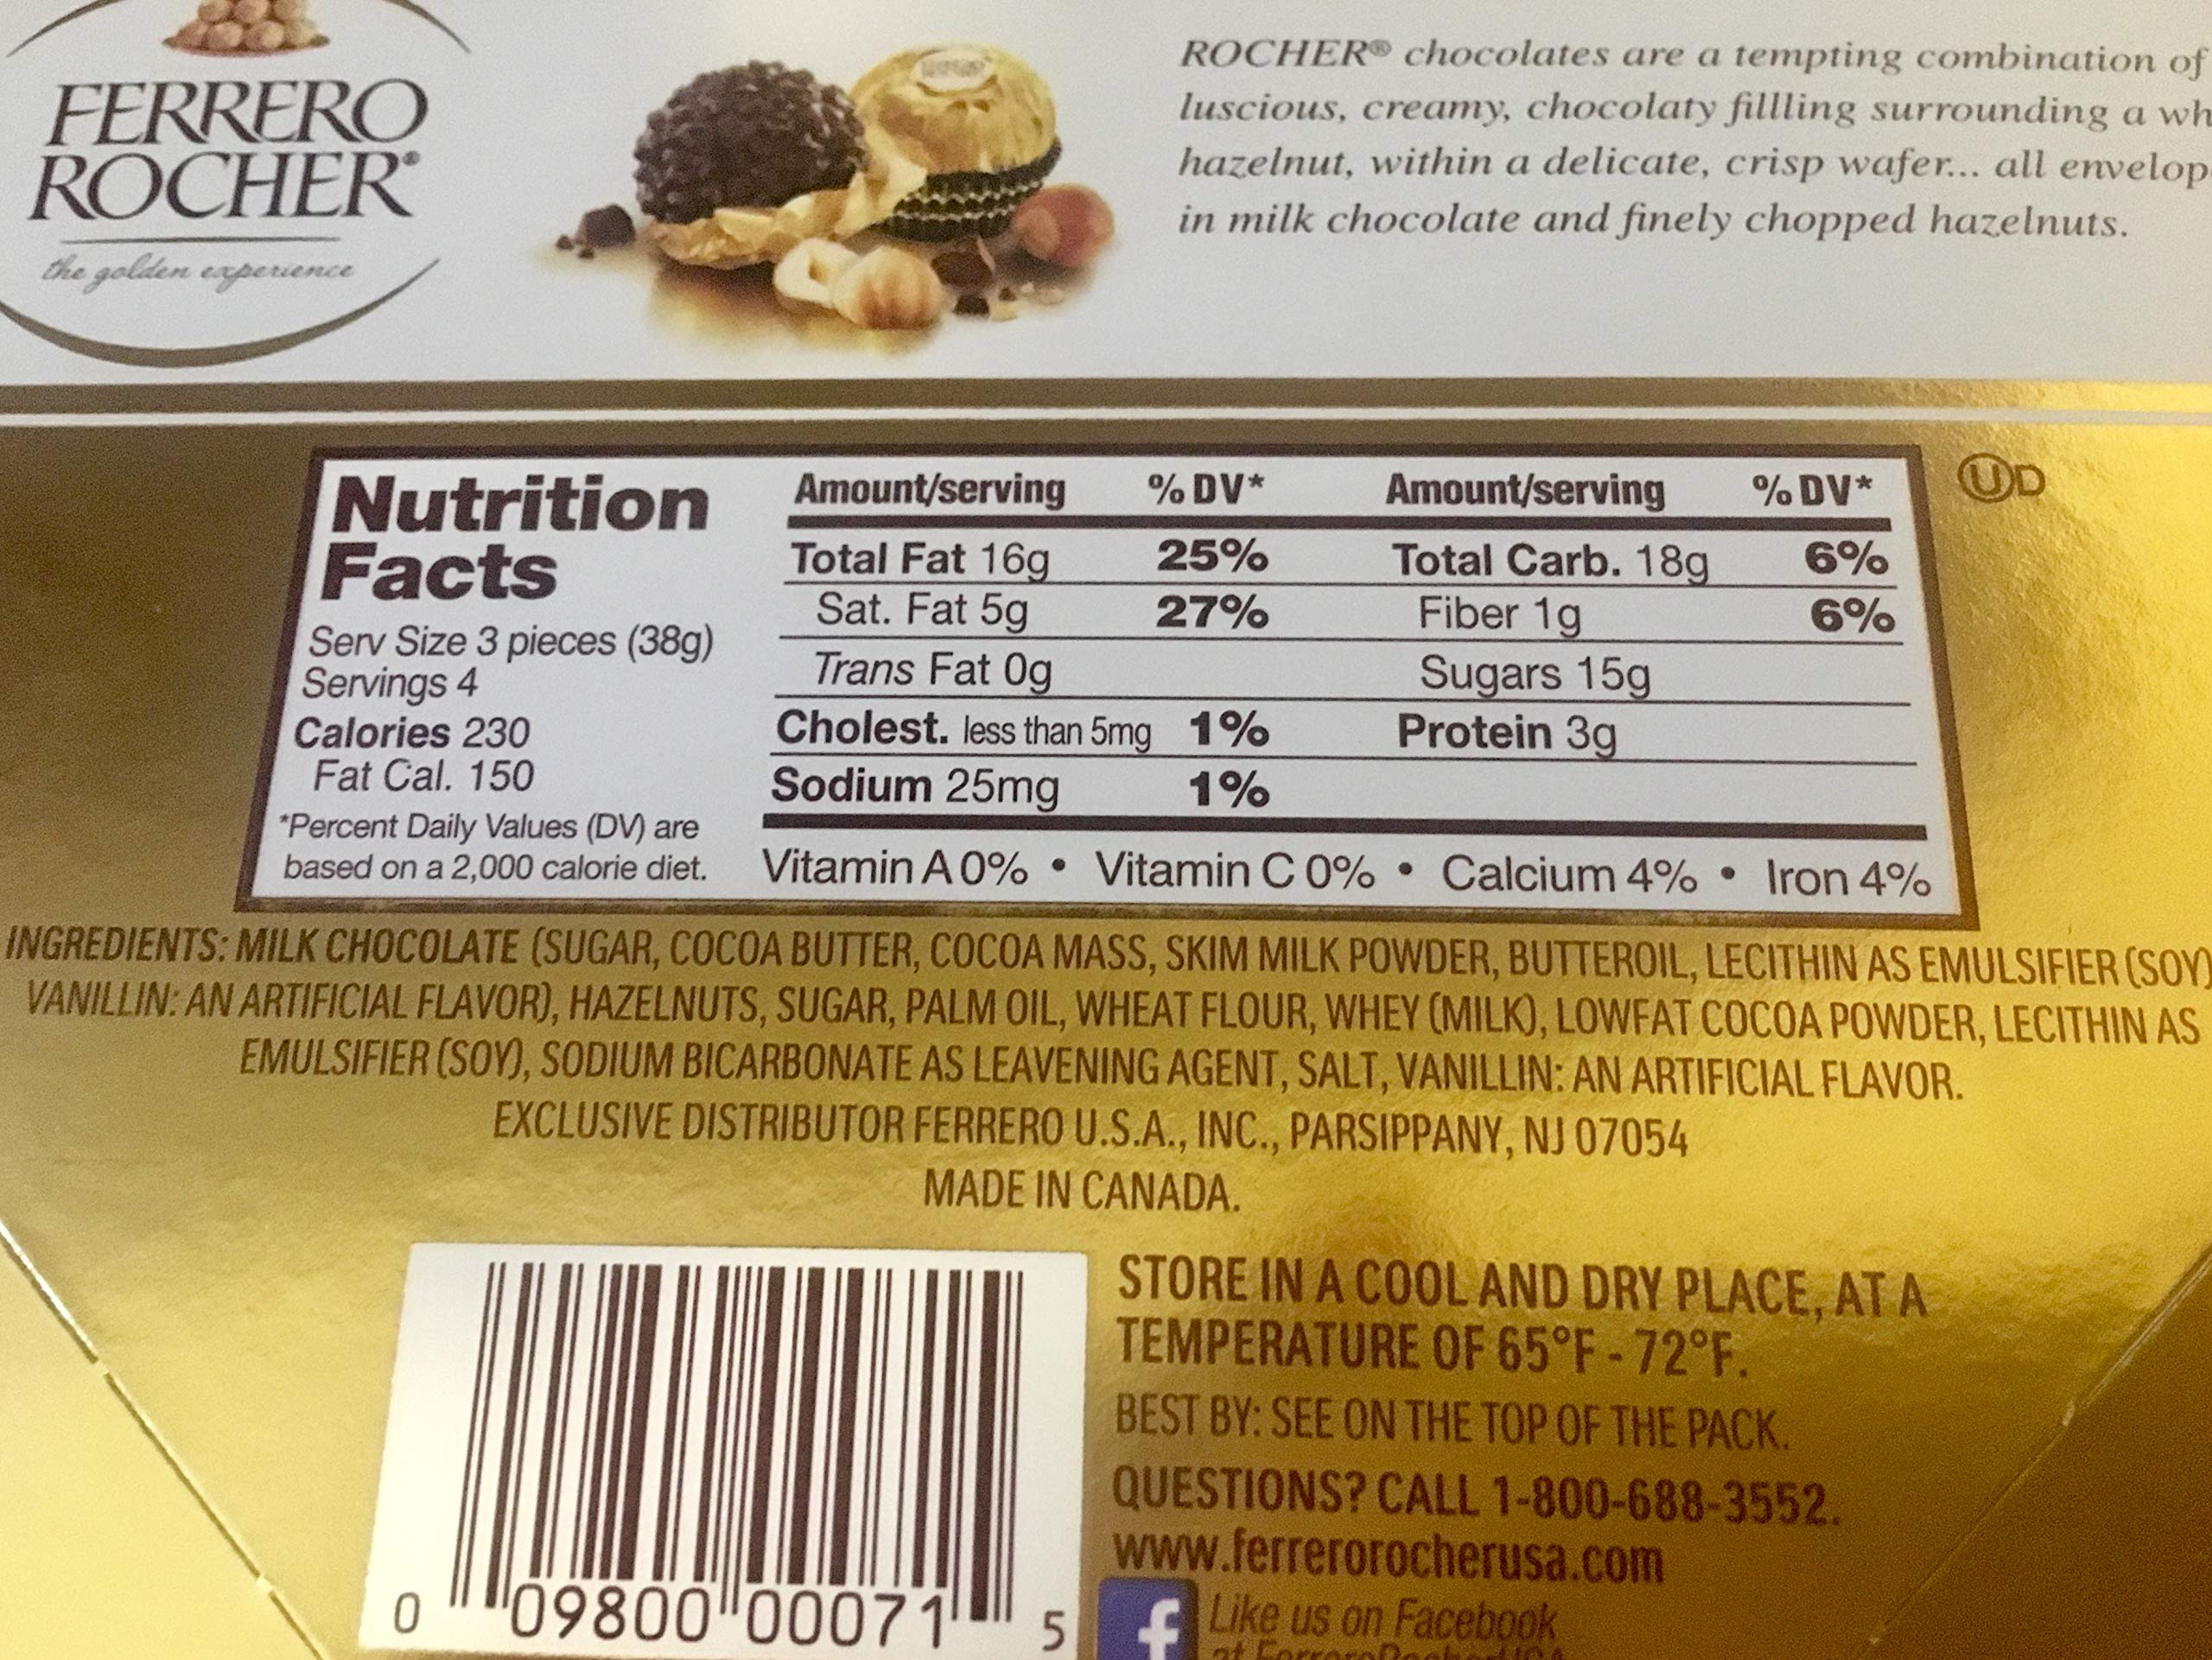 FERRERO
ROCHER®
the golden experience
ROCHER® chocolates are a tempting combination of
luscious, creamy, chocolaty fillling surrounding a
hazelnut, within a delicate, crisp wafer... all
in milk chocolate and finely chopped hazelnuts.
UD
Nutrition
Facts
Serv Size 3 pieces (38g)
Servings 4
Calories 230
Fat Cal. 150
*Percent Daily Values (DV) are
based on a 2,000 calorie diet.
Amount/serving % DV* Amount/serving % DV*
Total Fat 16g 25% Total Carb. 18g 6%
Sat. Fat 5g 27% Fiber 1g 6%
Trans Fat 0g Sugars 15g
Cholest. less than 5mg 1% Protein 3g
Sodium 25mg 1%
Vitamin A 0% • Vitamin C 0% • Calcium 4% • Iron 4%
INGREDIENTS: MILK CHOCOLATE (SUGAR, COCOA BUTTER, COCOA MASS, SKIM MILK POWDER, BUTTEROIL, LECITHIN AS EMULSIFIER (SOY)
VANILLIN: AN ARTIFICIAL FLAVOR), HAZELNUTS, SUGAR, PALM OIL, WHEAT FLOUR, WHEY (MILK), LOWFAT COCOA POWDER, LECITHIN AS
EMULSIFIER (SOY), SODIUM BICARBONATE AS LEAVENING AGENT, SALT, VANILLIN: AN ARTIFICIAL FLAVOR.
EXCLUSIVE DISTRIBUTOR FERRERO U.S.A., INC., PARSIPPANY, NJ 07054
MADE IN CANADA.
STORE IN A COOL AND DRY PLACE, AT A
TEMPERATURE OF 65°F - 72°F.
BEST BY: SEE ON THE TOP OF THE PACK.
QUESTIONS? CALL 1-800-688-3552.
www.ferrerorocherusa.com
f Like us on Facebook
0 09800 00071 5